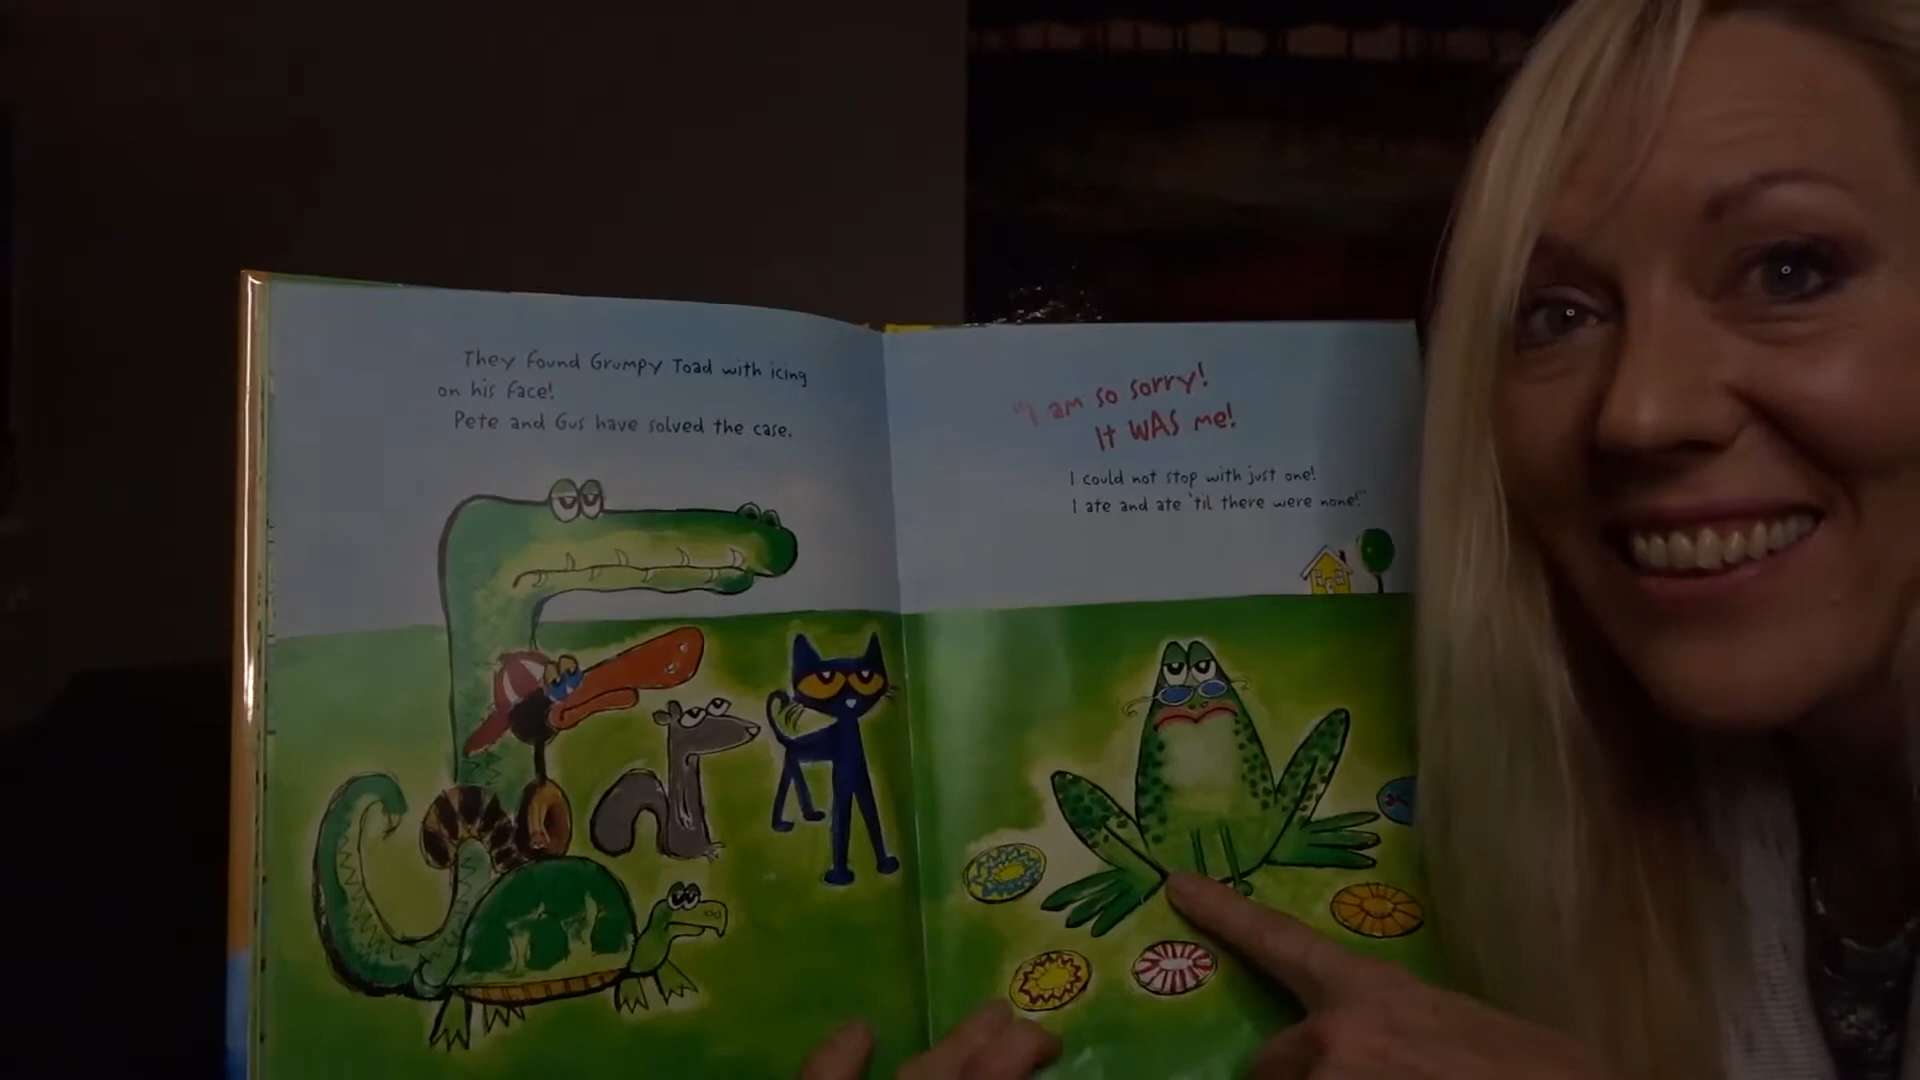 They found Grumpy Toad with icing
on his face!
Pete and Gus have solved the case.
"I am so sorry!
It WAS me!
I could not stop with just one!
I ate and ate 'til there were none!"